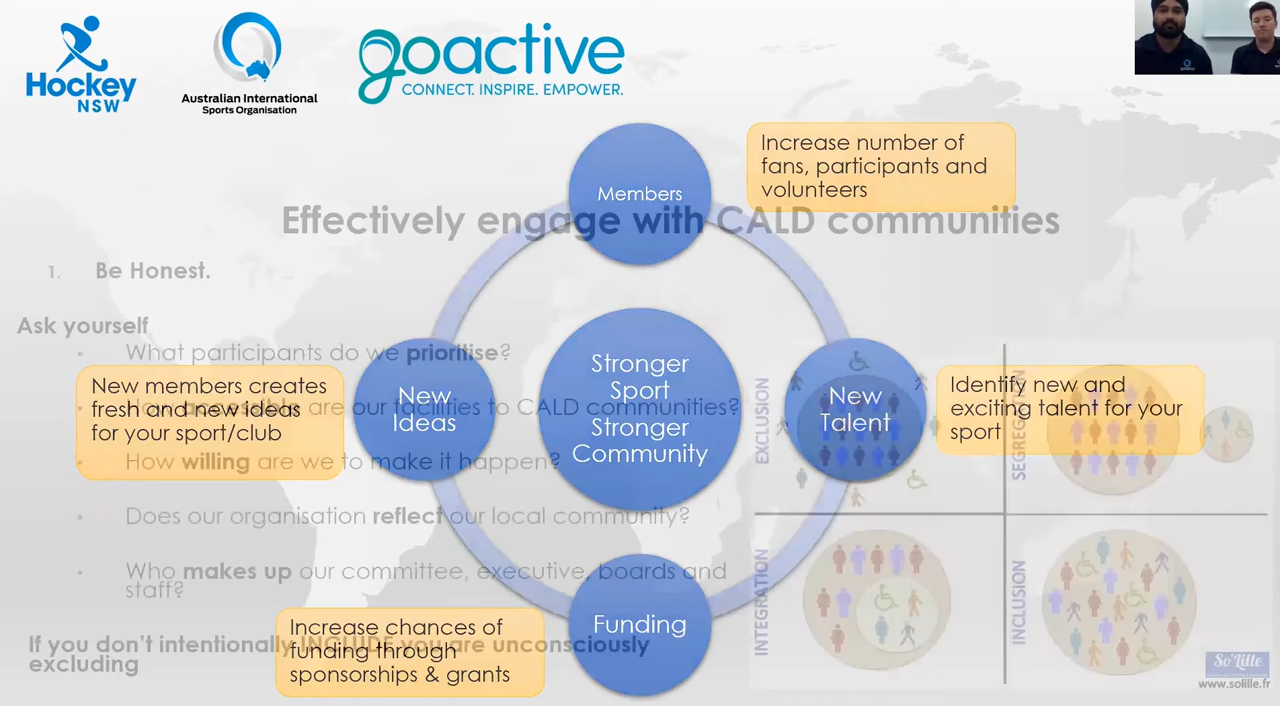 Hockey
NSW
Australian International
Sports Organisation
goactive
CONNECT. INSPIRE. EMPOWER.
Members
Increase number of
fans, participants and
volunteers
Effectively engage with CALD communities
1. Be Honest.
Ask yourself
• What participants do we prioritise?
• How accessible are our facilities to CALD communities?
• How willing are we to make it happen?
• Does our organisation reflect our local community?
• Who makes up our committee, executive, boards and
staff?
If you don't intentionally INCLUDE you are unconsciously
excluding
New members creates
fresh and new ideas
for your sport/club
New
Ideas
Stronger
Sport
Stronger
Community
New
Talent
Identify new and
exciting talent for your
sport
Funding
Increase chances of
funding through
sponsorships & grants
EXCLUSION
SEGREGATION
INTEGRATION
INCLUSION
So'Lille
www.solille.fr